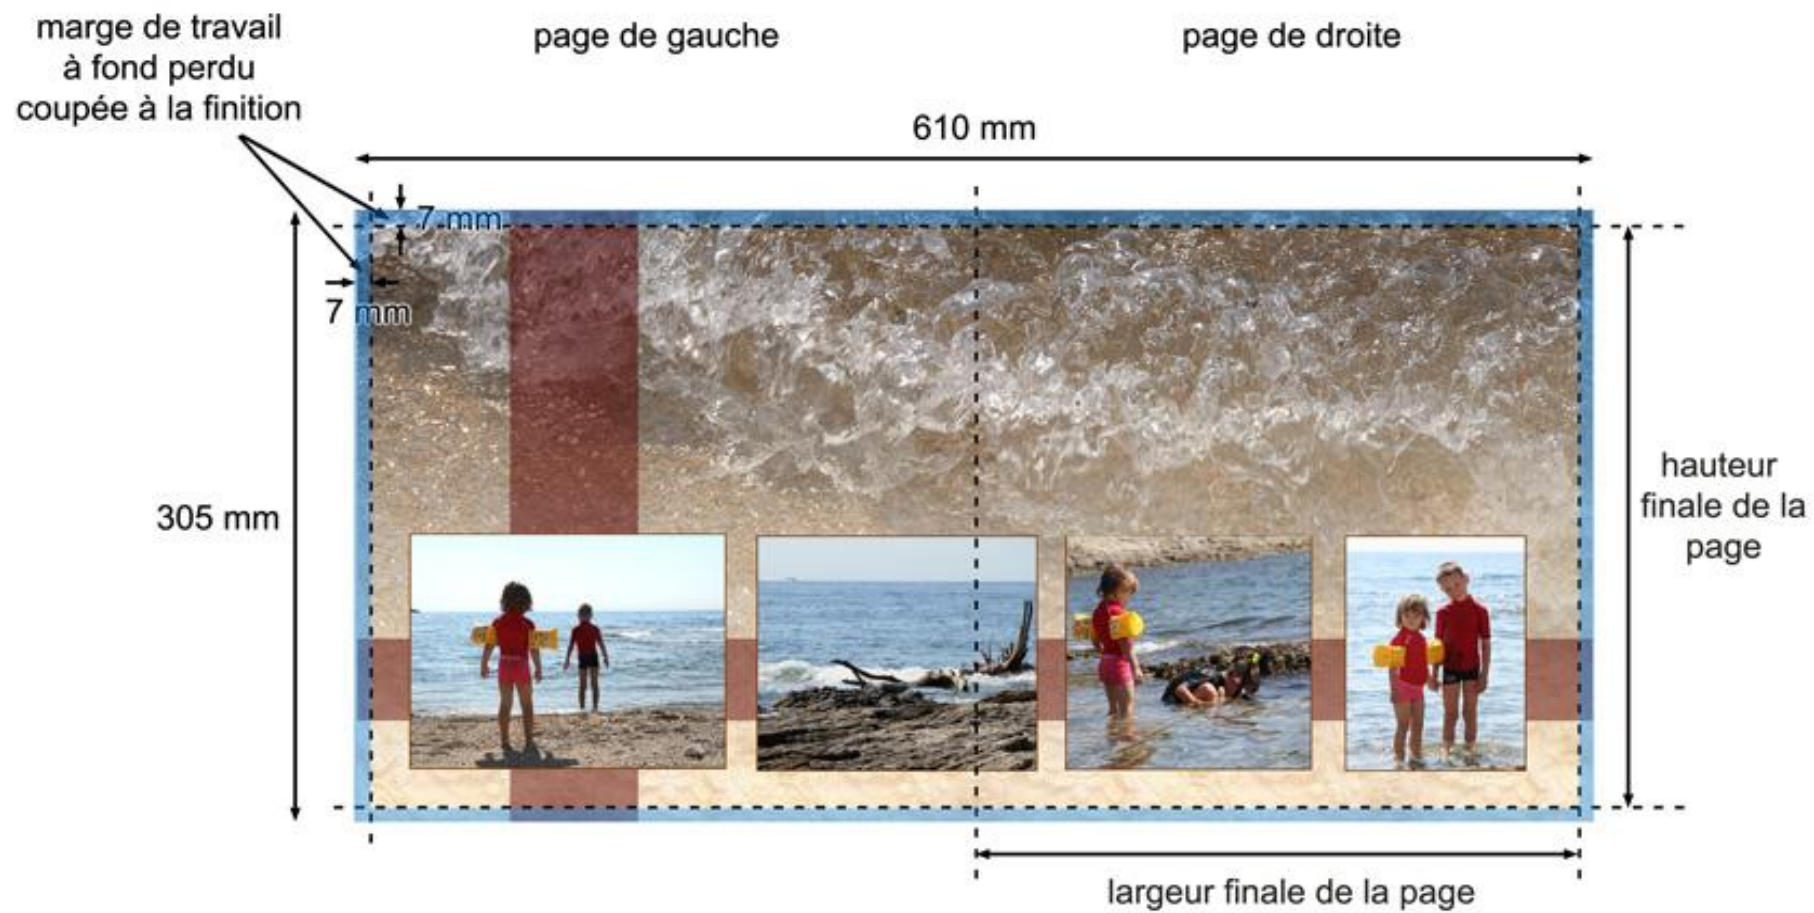 marge de travail
à fond perdu
coupée à la finition
page de gauche
page de droite
610 mm
7 mm
7 mm
305 mm
hauteur
finale de la
page
largeur finale de la page